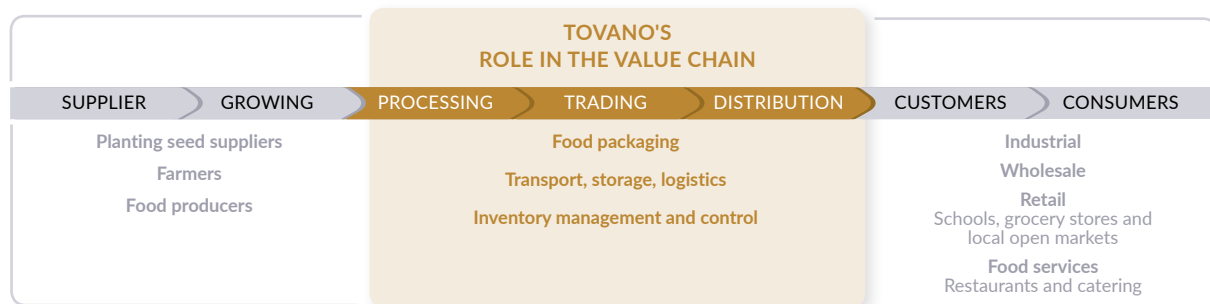 TOVANO'S
ROLE IN THE VALUE CHAIN
SUPPLIER
GROWING
PROCESSING
TRADING
DISTRIBUTION
CUSTOMERS
CONSUMERS
Planting seed suppliers
Farmers
Food producers
Food packaging
Transport, storage, logistics
Inventory management and control
Industrial
Wholesale
Retail
Schools, grocery stores and
local open markets
Food services
Restaurants and catering